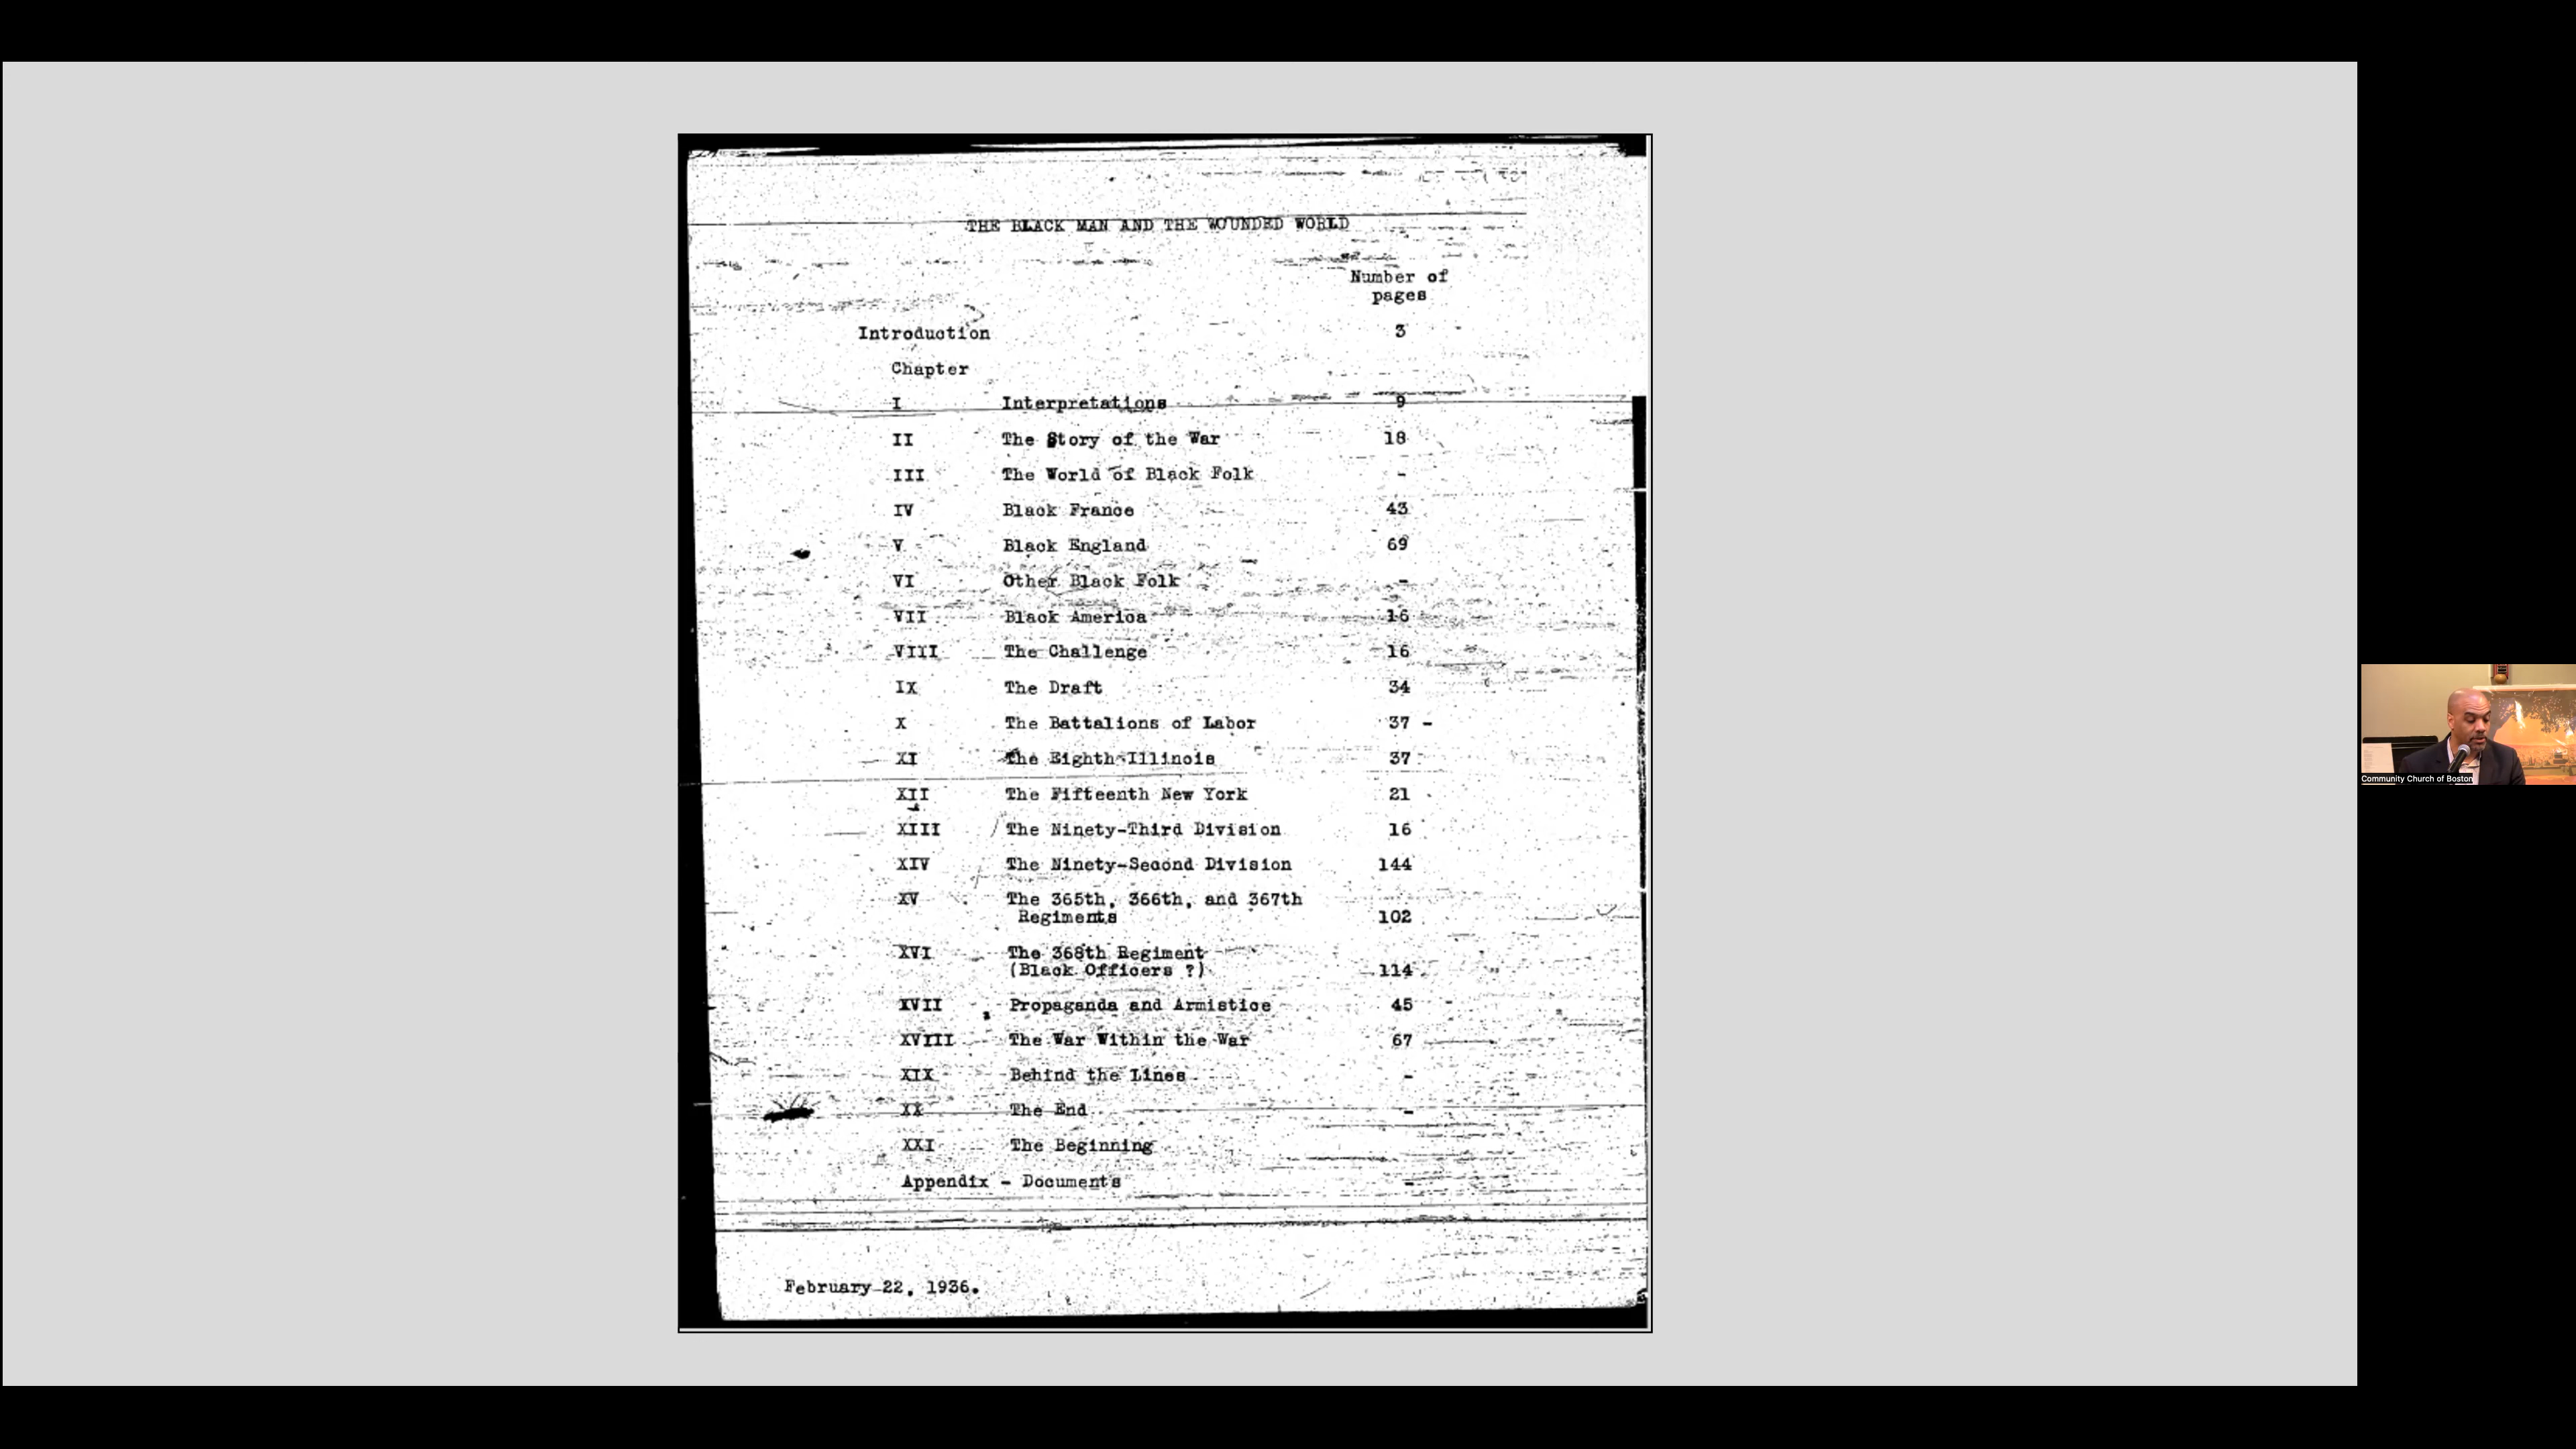 THE BLACK MAN AND THE WOUNDED WORLD
Number of
pages
Introduction 3
Chapter
I Interpretations 9
II The Story of the War 18
III The World of Black Folk -
IV Black France 43
V Black England 69
VI Other Black Folk -
VII Black America 16
VIII The Challenge 16
IX The Draft 34
X The Battalions of Labor 37 -
XI The Eighth Illinois 37
XII The Fifteenth New York 21
XIII The Ninety-Third Division 16
XIV The Ninety-Second Division 144
XV The 365th, 366th, and 367th
Regiments 102
XVI The 368th Regiment
(Black Officers ?) 114
XVII Propaganda and Armistice 45
XVIII The War Within the War 67
XIX Behind the Lines -
XX The End -
XXI The Beginning
Appendix - Documents -
February 22, 1936.
Community Church of Boston